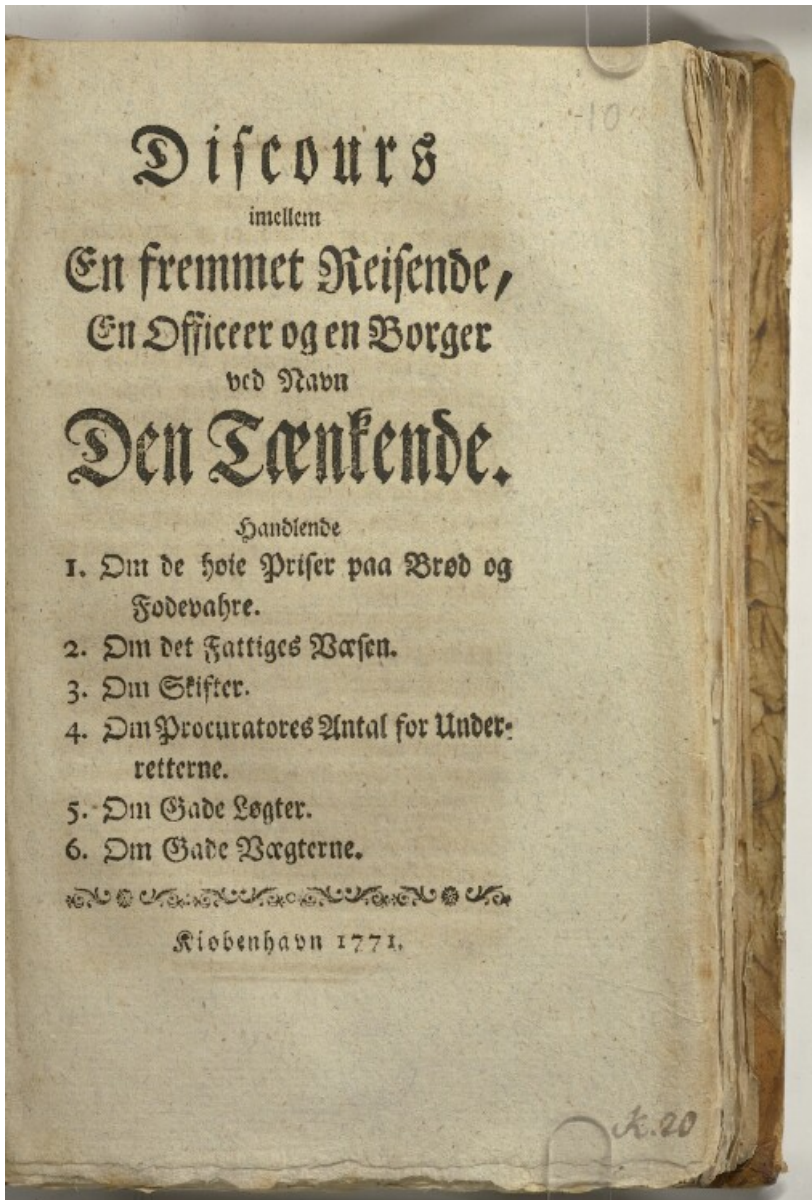 Discours
imellem
En fremmet Reisende,
En Officeer og en Borger
ved Navn
Den Tænkende.
Handlende
1. Om de høie Priser paa Brød og
Fødevahre.
2. Om det Fattiges Væsen.
3. Om Skifter.
4. Om Procuratores Antal for Under-
retterne.
5. Om Gade Løgter.
6. Om Gade Vægterne.
Kiøbenhavn 1771.
K.20